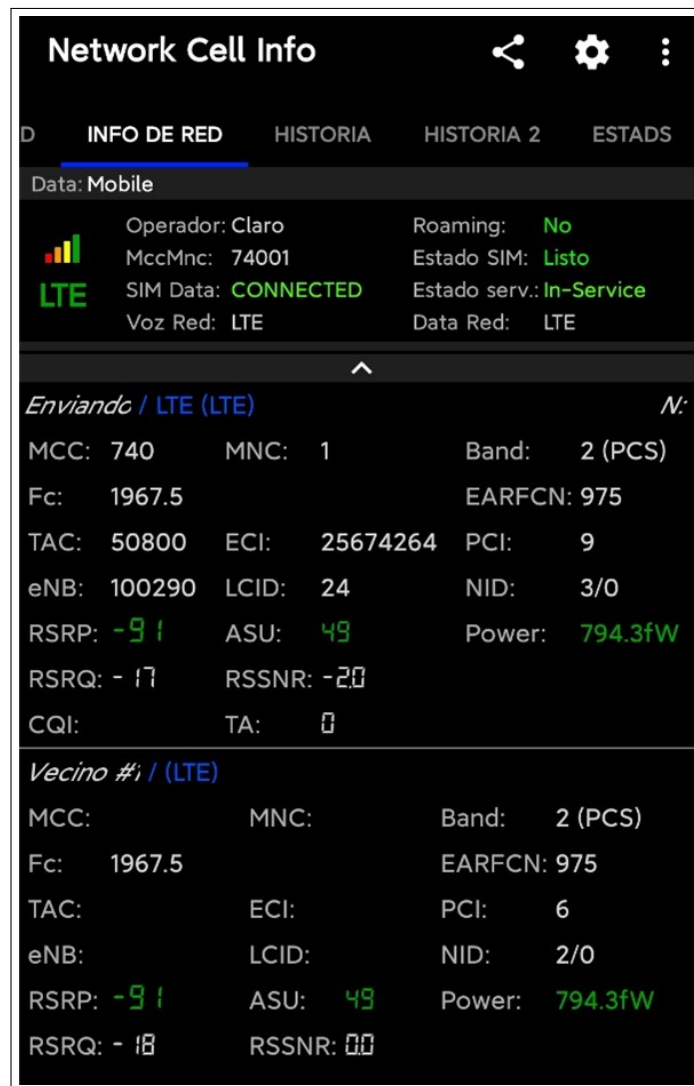 Network Cell Info
D INFO DE RED HISTORIA HISTORIA 2 ESTADS
Data: Mobile
Operador: Claro Roaming: No
MccMnc: 74001 Estado SIM: Listo
LTE SIM Data: CONNECTED Estado serv.: In-Service
Voz Red: LTE Data Red: LTE
Enviando / LTE (LTE) N:
MCC: 740 MNC: 1 Band: 2 (PCS)
Fc: 1967.5 EARFCN: 975
TAC: 50800 ECI: 25674264 PCI: 9
eNB: 100290 LCID: 24 NID: 3/0
RSRP: -91 ASU: 49 Power: 794.3fW
RSRQ: -17 RSSNR: -2.0
CQI: TA: 0
Vecino #1 / (LTE)
MCC: MNC: Band: 2 (PCS)
Fc: 1967.5 EARFCN: 975
TAC: ECI: PCI: 6
eNB: LCID: NID: 2/0
RSRP: -91 ASU: 49 Power: 794.3fW
RSRQ: -18 RSSNR: 0.0